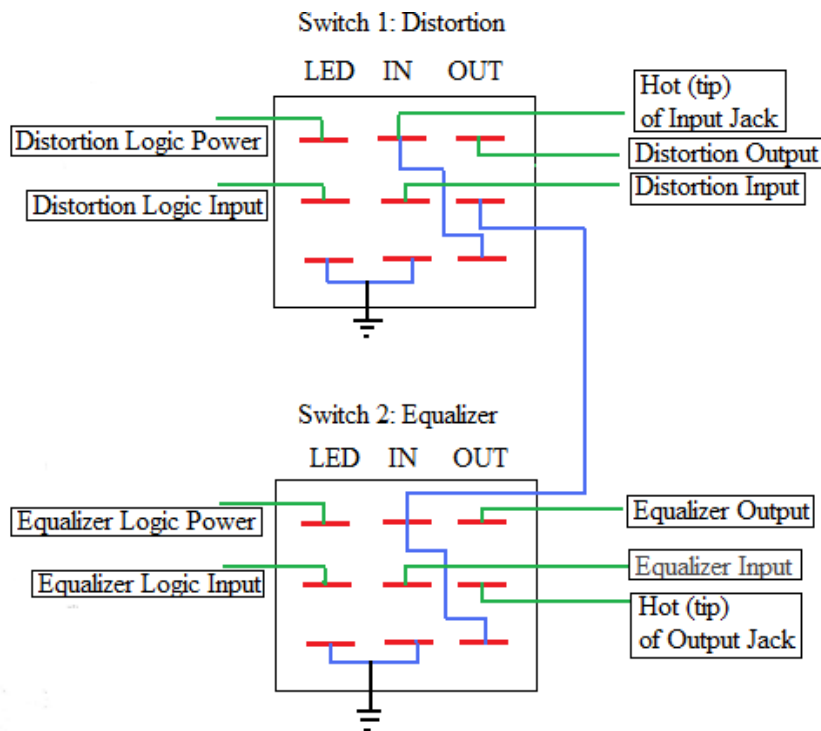 Switch 1: Distortion
LED IN OUT
Hot (tip)
of Input Jack
Distortion Logic Power
Distortion Output
Distortion Logic Input
Distortion Input
Switch 2: Equalizer
LED IN OUT
Equalizer Logic Power
Equalizer Output
Equalizer Logic Input
Equalizer Input
Hot (tip)
of Output Jack